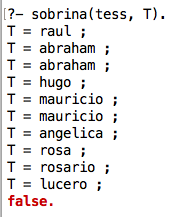 ?- sobrina(tess, T).
T = raul ;
T = abraham ;
T = abraham ;
T = hugo ;
T = mauricio ;
T = mauricio ;
T = angelica ;
T = rosa ;
T = rosario ;
T = lucero ;
false.